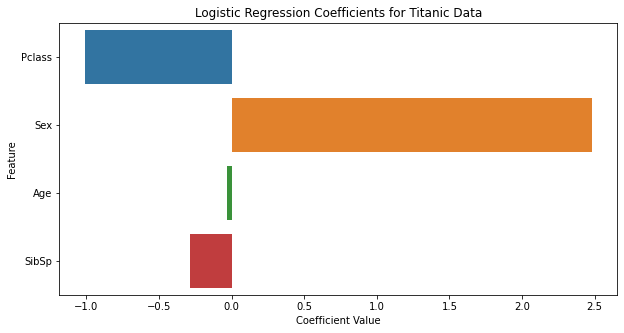 Logistic Regression Coefficients for Titanic Data
Pclass
Sex
Age
SibSp
Feature
−1.0 −0.5 0.0 0.5 1.0 1.5 2.0 2.5
Coefficient Value